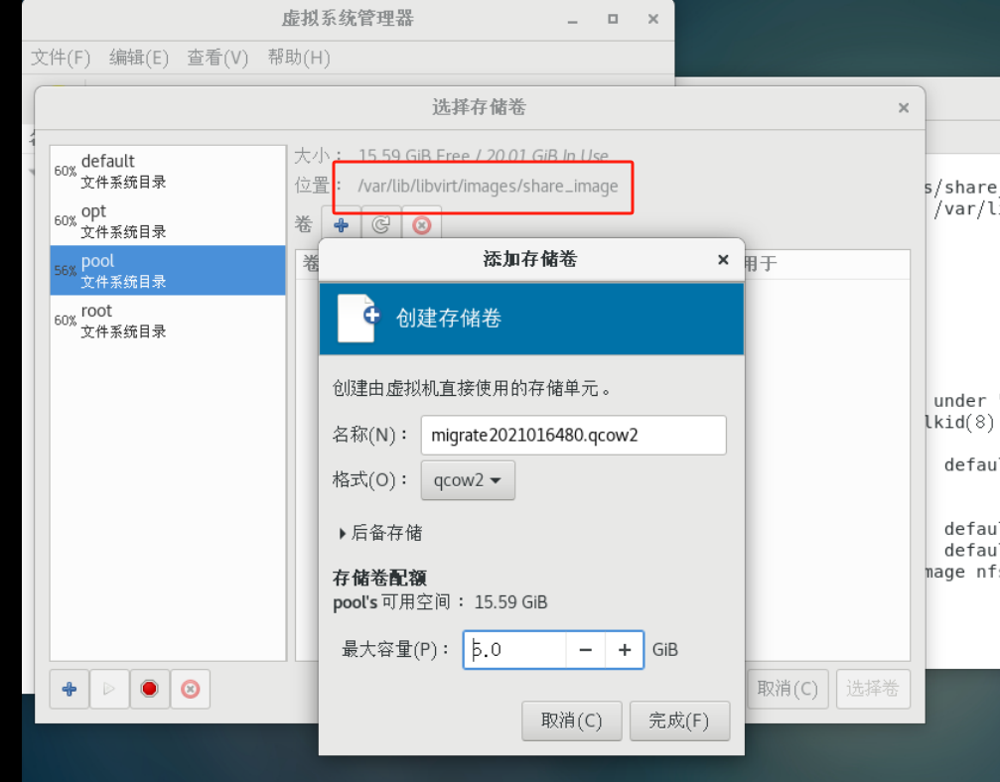 虚拟系统管理器
文件(F) 编辑(E) 查看(V) 帮助(H)
选择存储卷
60% default
文件系统目录
60% opt
文件系统目录
56% pool
文件系统目录
60% root
文件系统目录
大小： 15.59 GiB Free / 20.01 GiB In Use
位置： /var/lib/libvirt/images/share_image
卷
卷
用于
添加存储卷
创建存储卷
创建由虚拟机直接使用的存储单元。
名称(N)： migrate2021016480.qcow2
格式(O)： qcow2
后备存储
存储卷配额
pool's 可用空间： 15.59 GiB
最大容量(P)： 5.0 GiB
取消(C) 完成(F)
取消(C) 选择卷
s/share
/var/l
under
lkid(8)
defau
defau
defau
mage nfs